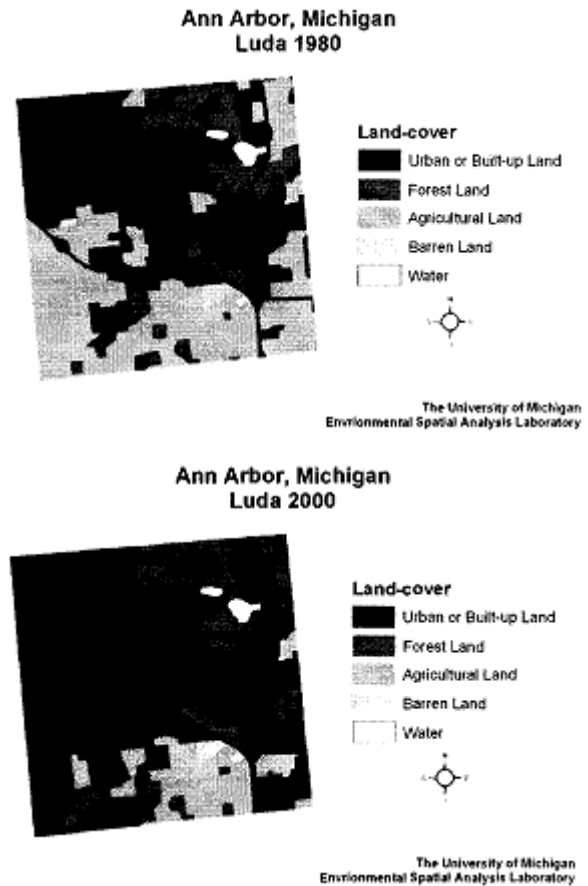 Ann Arbor, Michigan
Luda 1980
Land-cover
Urban or Built-up Land
Forest Land
Agricultural Land
Barren Land
Water
The University of Michigan
Envrionmental Spatial Analysis Laboratory
Ann Arbor, Michigan
Luda 2000
Land-cover
Urban or Built-up Land
Forest Land
Agricultural Land
Barren Land
Water
The University of Michigan
Envrionmental Spatial Analysis Laboratory